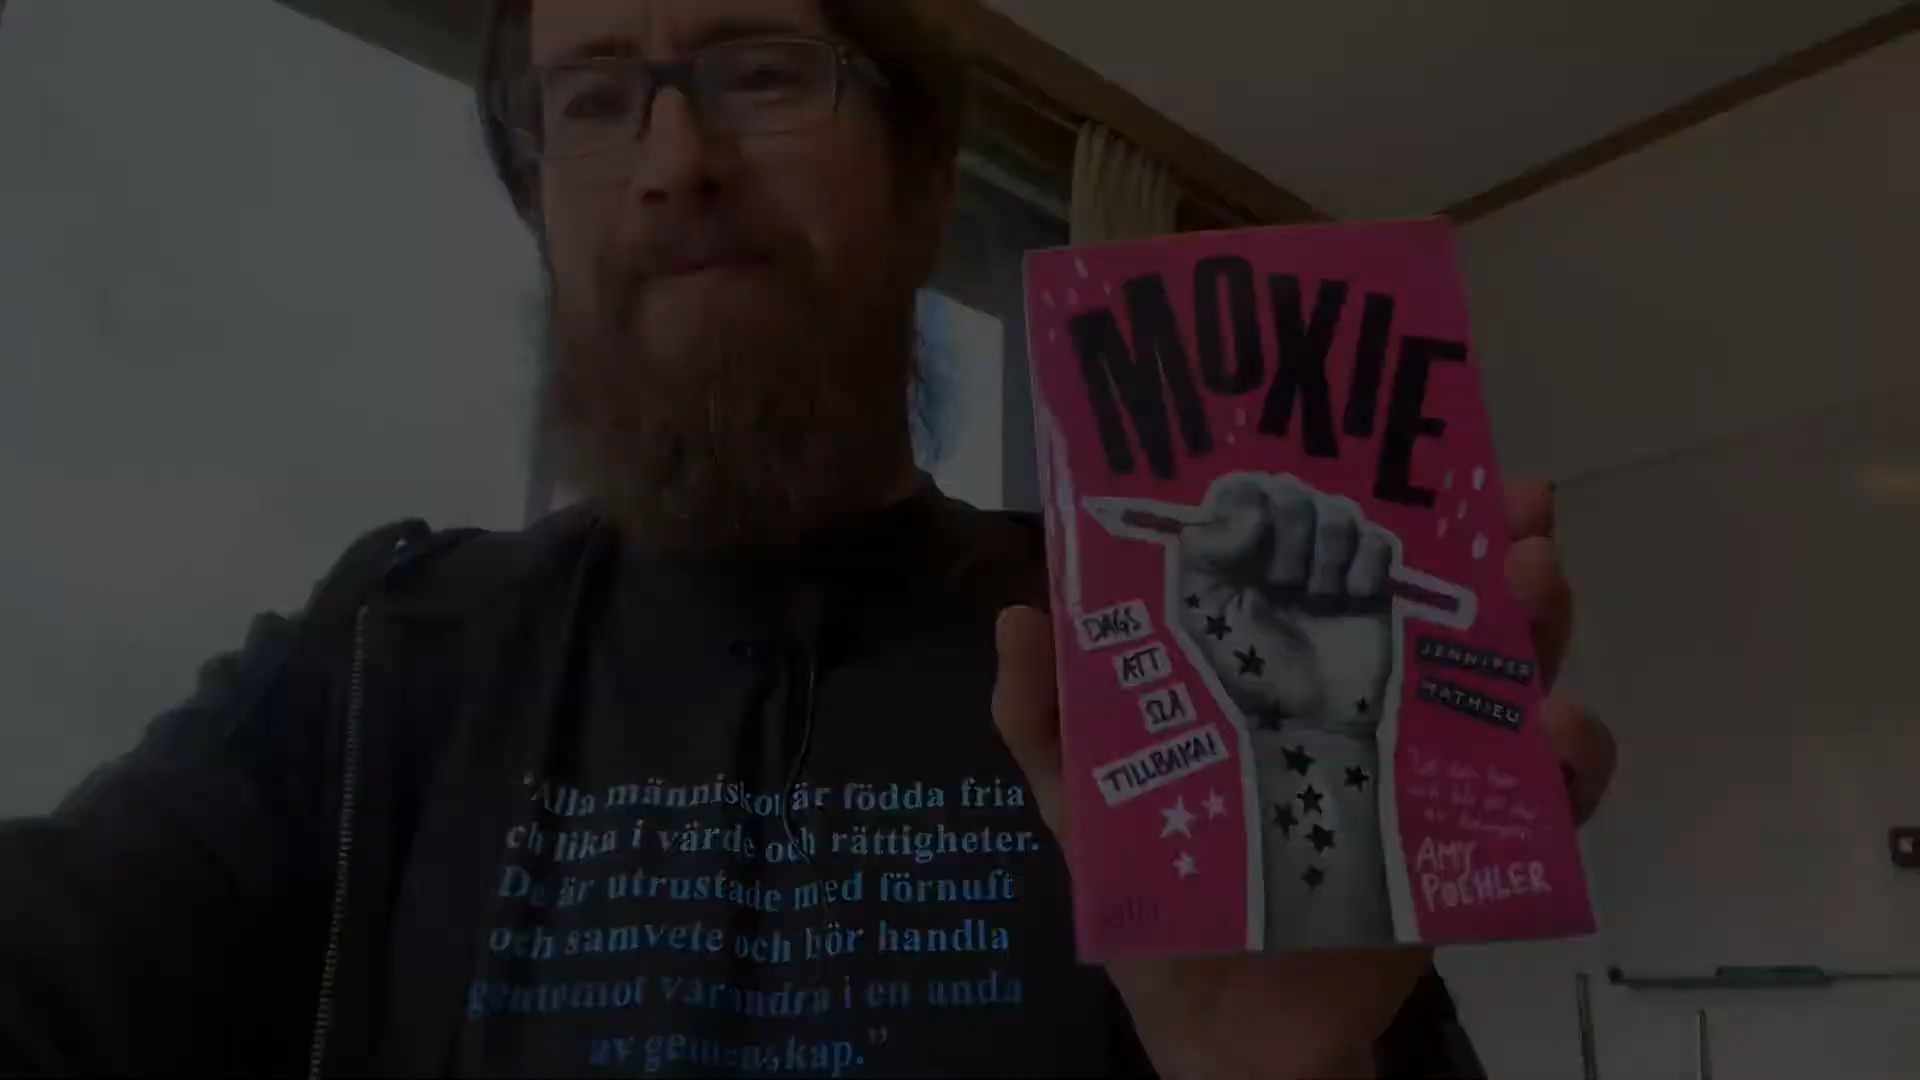 MOXIE
DAGS
ATT
SLÅ
TILLBAKA!
JENNIFER
MATHIEU
AMY
POEHLER
"Alla människor är födda fria
och lika i värde och rättigheter.
De är utrustade med förnuft
och samvete och bör handla
gentemot varandra i en anda
av gemenskap."